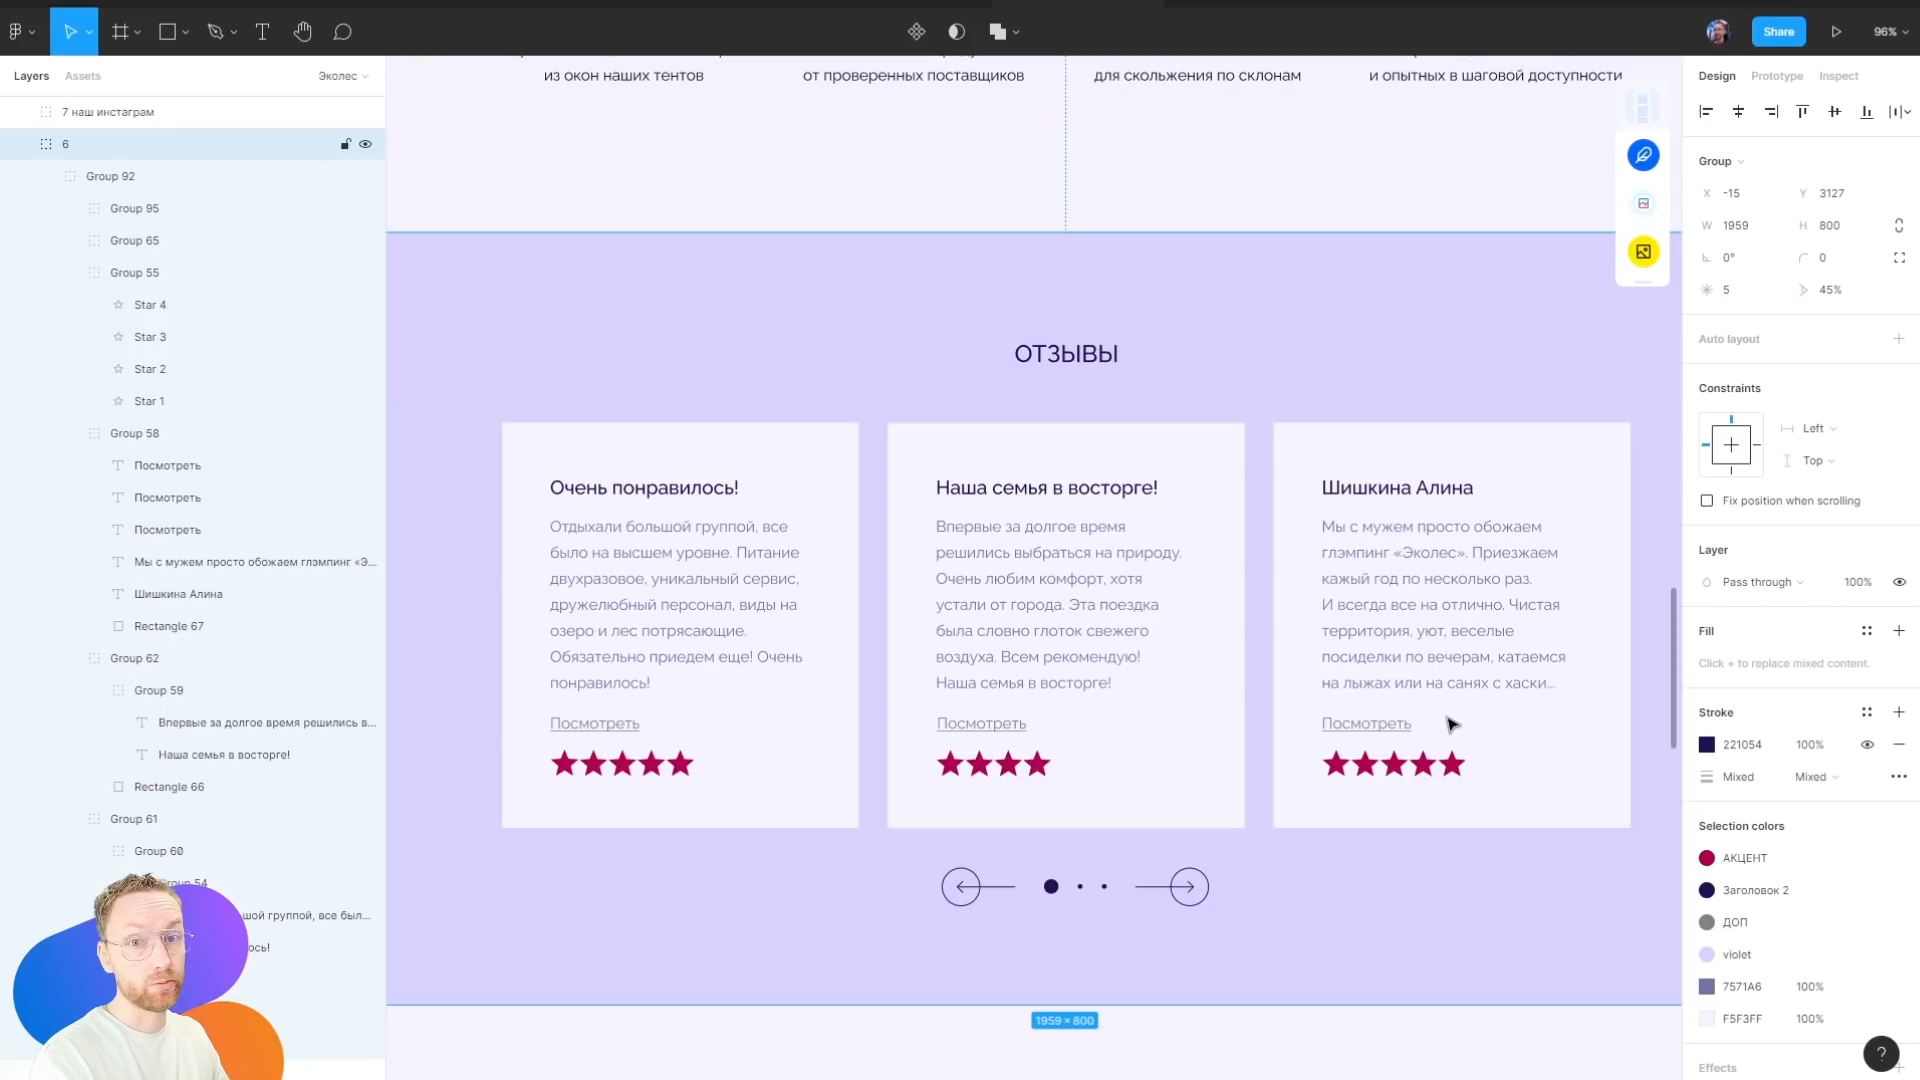 Share
96%
Layers
Assets
Эколес
7 наш инстаграм
6
Group 92
Group 95
Group 65
Group 55
Star 4
Star 3
Star 2
Star 1
Group 58
Посмотреть
Посмотреть
Посмотреть
Мы с мужем просто обожаем глэмпинг «Э...
Шишкина Алина
Rectangle 67
Group 62
Group 59
Впервые за долгое время решились в...
Наша семья в восторге!
Rectangle 66
Group 61
Group 60
Group 54
шой группой, все был...
ось!
из окон наших тентов
от проверенных поставщиков
для скольжения по склонам
и опытных в шаговой доступности
ОТЗЫВЫ
Очень понравилось!
Отдыхали большой группой, все
было на высшем уровне. Питание
двухразовое, уникальный сервис,
дружелюбный персонал, виды на
озеро и лес потрясающие.
Обязательно приедем еще! Очень
понравилось!
Посмотреть
Наша семья в восторге!
Впервые за долгое время
решились выбраться на природу.
Очень любим комфорт, хотя
устали от города. Эта поездка
была словно глоток свежего
воздуха. Всем рекомендую!
Наша семья в восторге!
Посмотреть
Шишкина Алина
Мы с мужем просто обожаем
глэмпинг «Эколес». Приезжаем
кажый год по несколько раз.
И всегда все на отлично. Чистая
территория, уют, веселые
посиделки по вечерам, катаемся
на лыжах или на санях с хаски...
Посмотреть
1959 × 800
Design
Prototype
Inspect
Group
X -15
Y 3127
W 1959
H 800
0°
0
5
45%
Auto layout
Constraints
Left
Top
Fix position when scrolling
Layer
Pass through
100%
Fill
Click + to replace mixed content.
Stroke
221054
100%
Mixed
Mixed
Selection colors
АКЦЕНТ
Заголовок 2
ДОП
violet
7571A6
100%
F5F3FF
100%
Effects
?